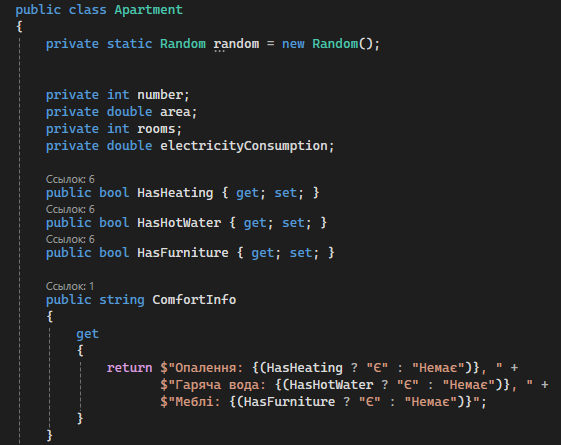 public class Apartment
{
private static Random random = new Random();
private int number;
private double area;
private int rooms;
private double electricityConsumption;
Ссылок: 6
public bool HasHeating { get; set; }
Ссылок: 6
public bool HasHotWater { get; set; }
Ссылок: 6
public bool HasFurniture { get; set; }
Ссылок: 1
public string ComfortInfo
{
get
{
return $"Опалення: {(HasHeating ? "Є" : "Немає")}, " +
$"Гаряча вода: {(HasHotWater ? "Є" : "Немає")}, " +
$"Меблі: {(HasFurniture ? "Є" : "Немає")}";
}
}